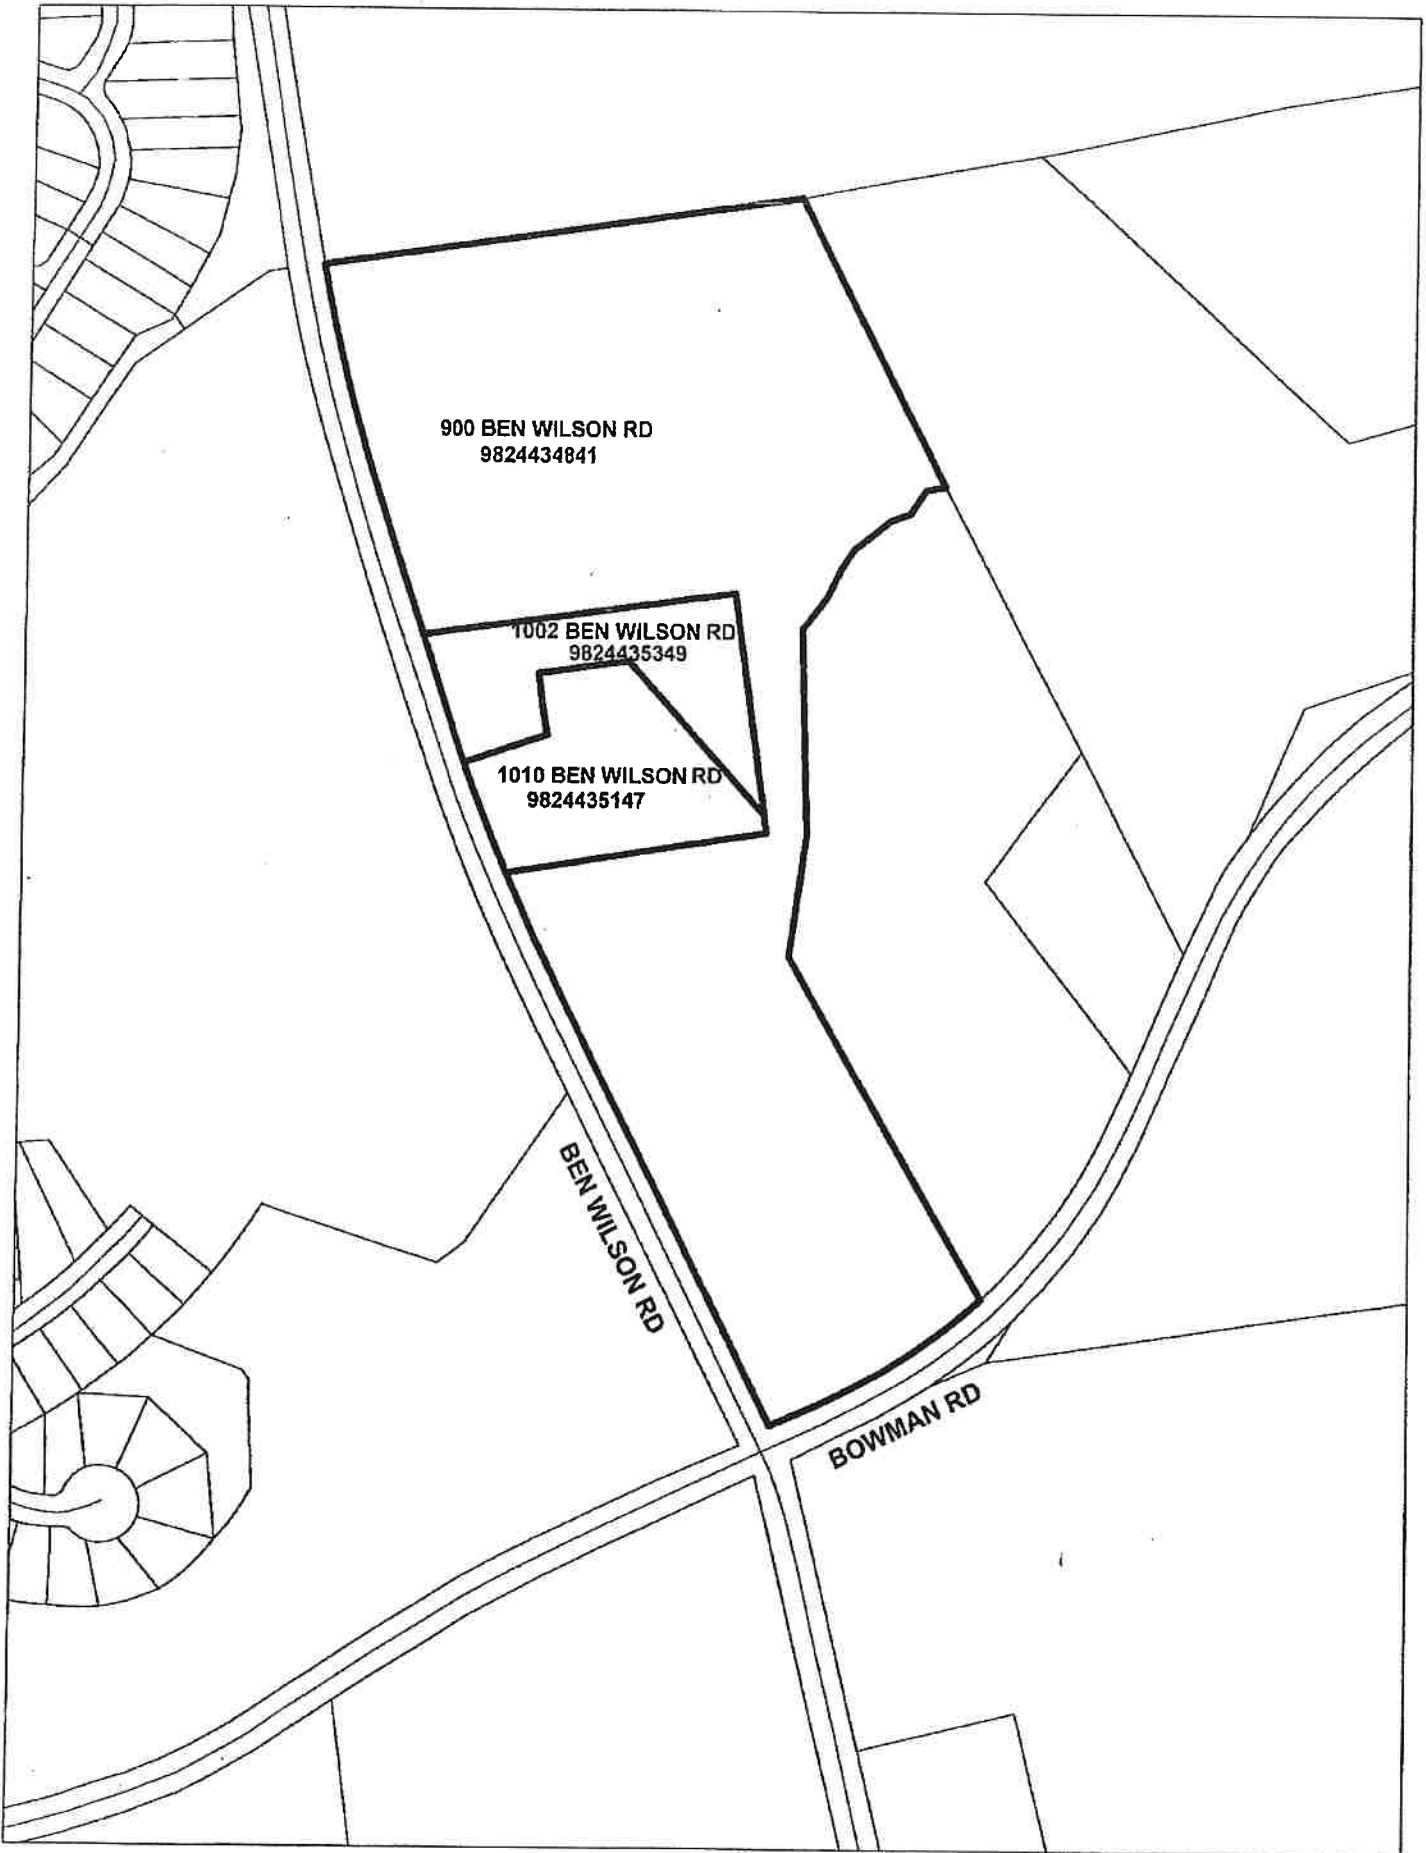 900 BEN WILSON RD
9824434841
1002 BEN WILSON RD
9824435349
1010 BEN WILSON RD
9824435147
BEN WILSON RD
BOWMAN RD